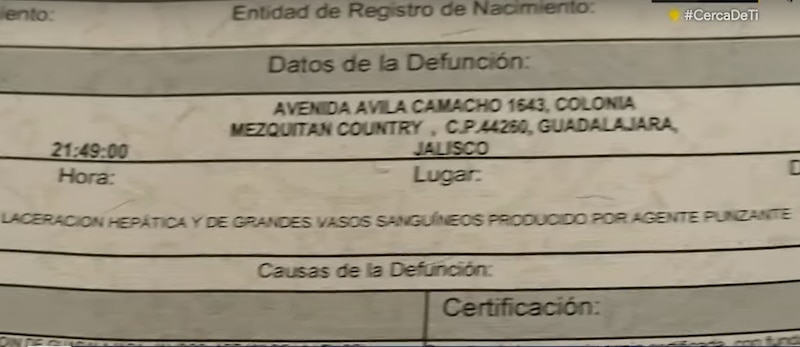 iento:
Entidad de Registro de Nacimiento:
#CercaDeTi
Datos de la Defunción:
AVENIDA AVILA CAMACHO 1643, COLONIA
MEZQUITAN COUNTRY , C.P.44260, GUADALAJARA,
21:49:00 JALISCO
Hora: Lugar:
LACERACION HEPÁTICA Y DE GRANDES VASOS SANGUÍNEOS PRODUCIDO POR AGENTE PUNZANTE
Causas de la Defunción:
Certificación: